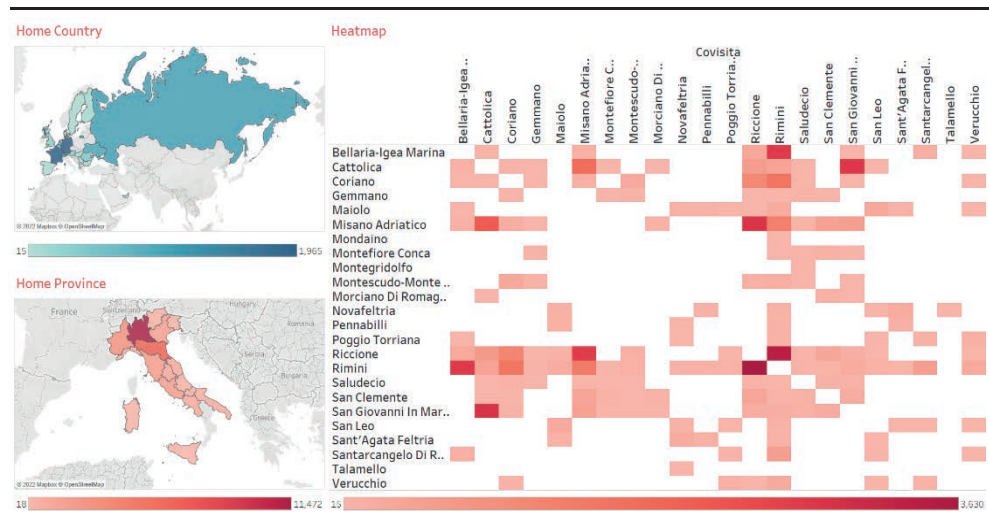 Home Country
© 2022 Mapbox © OpenStreetMap
15
1,965
Home Province
France
Switzerland
Hungary
Romania
Serbia
Bulgaria
Greece
© 2022 Mapbox © OpenStreetMap
18
11,472
Heatmap
Covisita
Bellaria-Igea ..
Cattolica
Coriano
Gemmano
Maiolo
Misano Adria..
Montefiore C..
Montescudo-..
Morciano Di ..
Novafeltria
Pennabilli
Poggio Torria..
Riccione
Rimini
Saludecio
San Clemente
San Giovanni ..
San Leo
Sant'Agata F..
Santarcangel..
Talamello
Verucchio
Bellaria-Igea Marina
Cattolica
Coriano
Gemmano
Maiolo
Misano Adriatico
Mondaino
Montefiore Conca
Montegridolfo
Montescudo-Monte ..
Morciano Di Romag..
Novafeltria
Pennabilli
Poggio Torriana
Riccione
Rimini
Saludecio
San Clemente
San Giovanni In Mar..
San Leo
Sant'Agata Feltria
Santarcangelo Di R..
Talamello
Verucchio
15
3,630